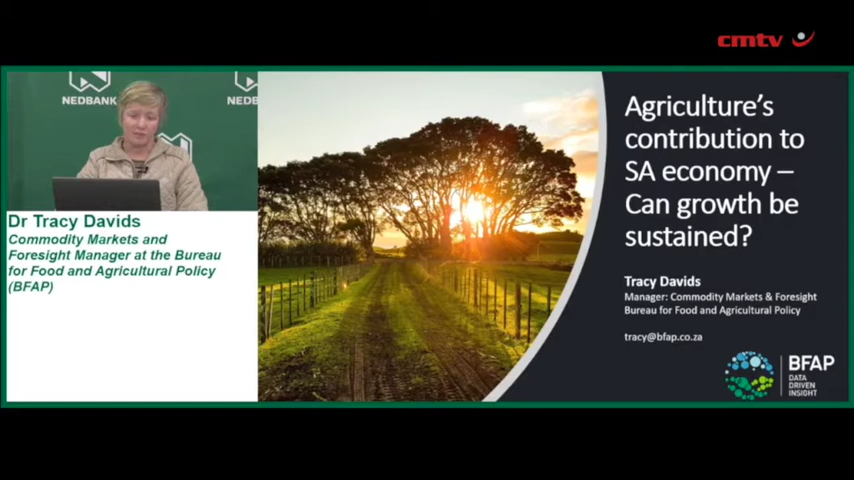 cmtv
NEDBANK
NEDB
Dr Tracy Davids
Commodity Markets and
Foresight Manager at the Bureau
for Food and Agricultural Policy
(BFAP)
Agriculture's
contribution to
SA economy –
Can growth be
sustained?
Tracy Davids
Manager: Commodity Markets & Foresight
Bureau for Food and Agricultural Policy
tracy@bfap.co.za
BFAP
DATA
DRIVEN
INSIGHT